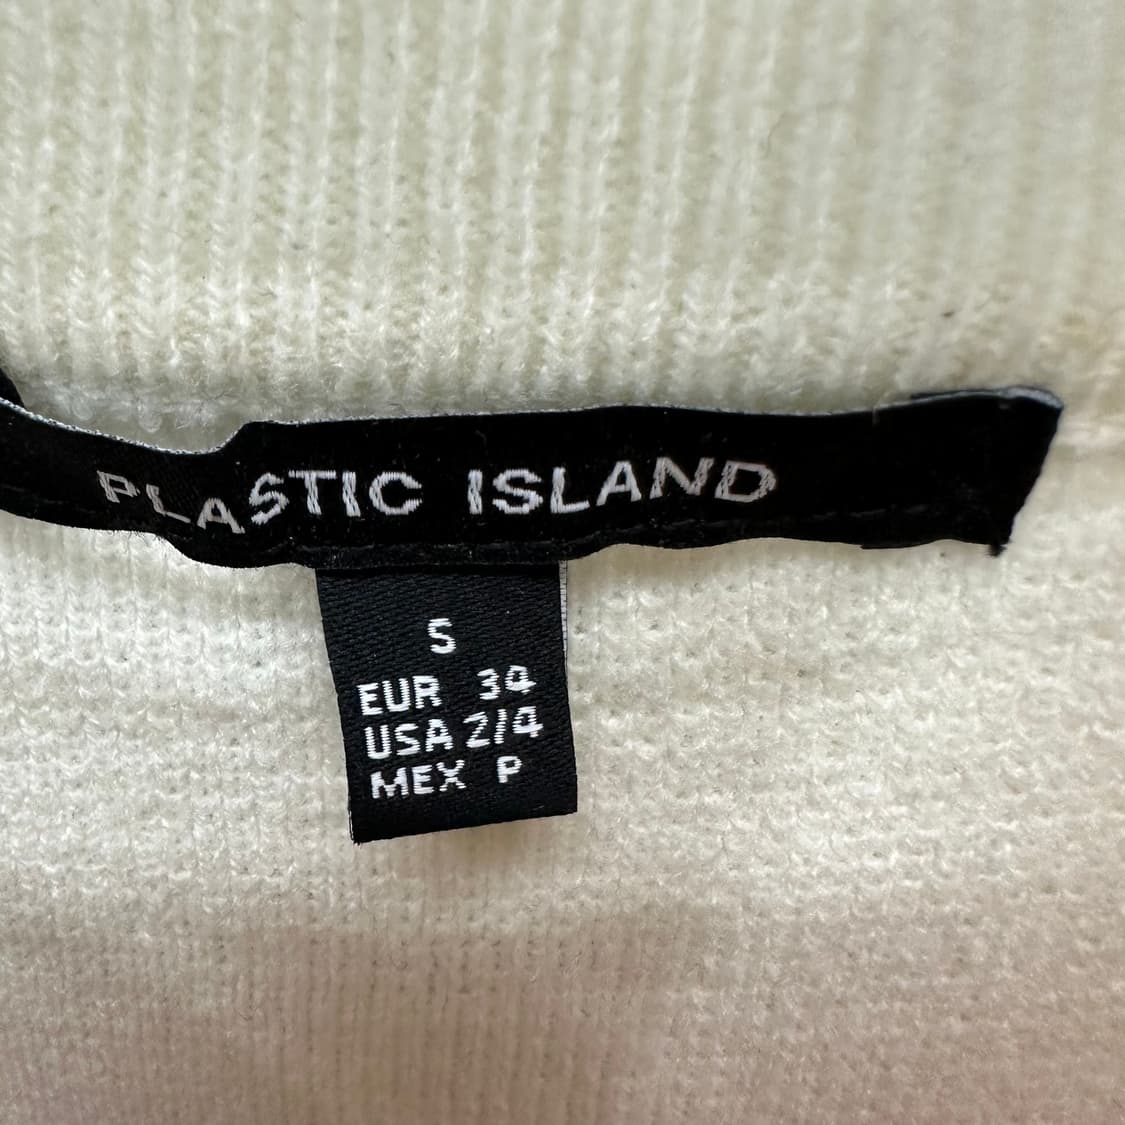 PLASTIC ISLAND
S
EUR 34
USA 2/4
MEX P